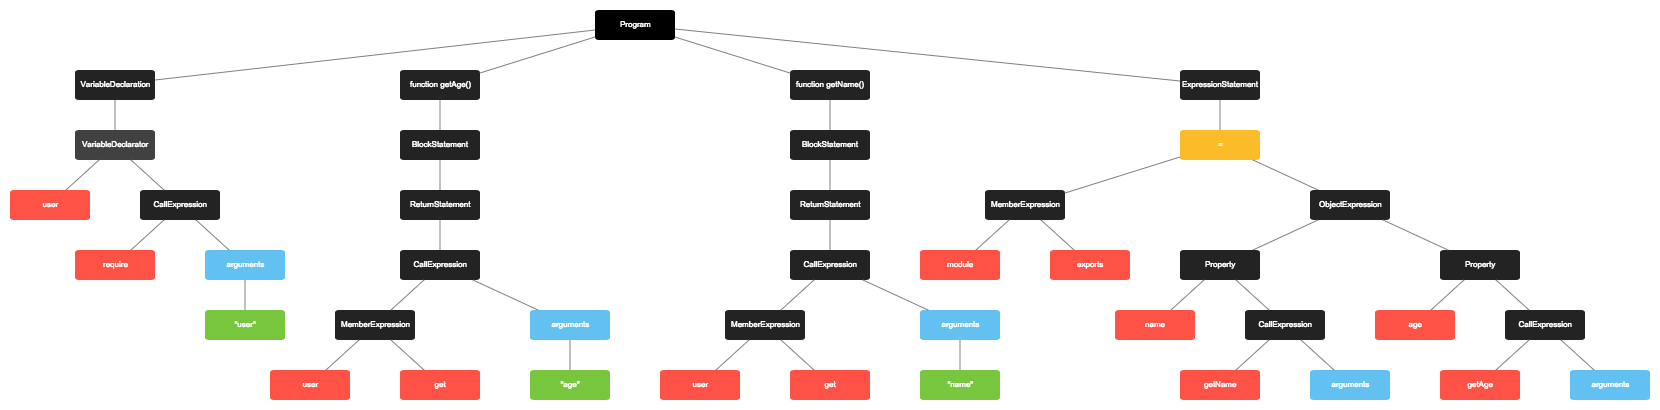 Program
VariableDeclaration
function getAge()
function getName()
ExpressionStatement
VariableDeclarator
BlockStatement
BlockStatement
=
user
CallExpression
ReturnStatement
ReturnStatement
MemberExpression
ObjectExpression
require
arguments
CallExpression
CallExpression
module
exports
Property
Property
"user"
MemberExpression
arguments
MemberExpression
arguments
name
CallExpression
age
CallExpression
user
get
"age"
user
get
"name"
getName
arguments
getAge
arguments